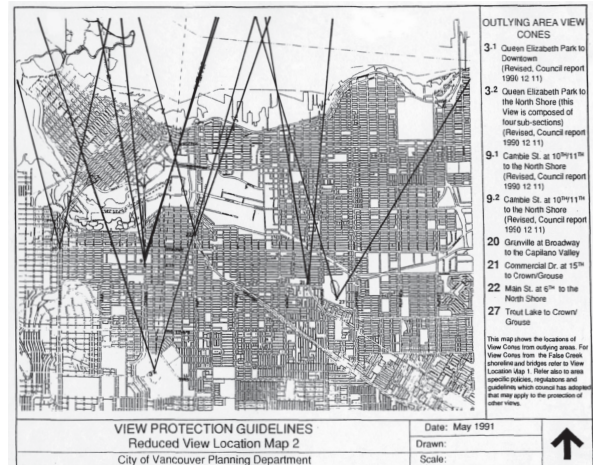 OUTLYING AREA VIEW
CONES
3.1 Queen Elizabeth Park to
Downtown
(Revised, Council report
1990 12 11)
3.2 Queen Elizabeth Park to
the North Shore (this
View is composed of
four sub-sections)
(Revised, Council report
1990 12 11)
9.1 Cambie St. at 10TH/11TH
to the North Shore
(Revised, Council report
1990 12 11)
9.2 Cambie St. at 10TH/11TH
to the North Shore
(Revised, Council report
1990 12 11)
20 Granville at Broadway
to the Capilano Valley
21 Commercial Dr. at 15TH
to Crown/Grouse
22 Main St. at 6TH to the
North Shore
27 Trout Lake to Crown/
Grouse
This map shows the locations of
View Cones from outlying areas. For
View Cones from the False Creek
shoreline and bridges refer to View
Location Map 1. Refer also to area
specific policies, regulations and
guidelines which council has adopted
that may apply to the protection of
other views.
27
VIEW PROTECTION GUIDELINES
Reduced View Location Map 2
City of Vancouver Planning Department
Date: May 1991
Drawn:
Scale: